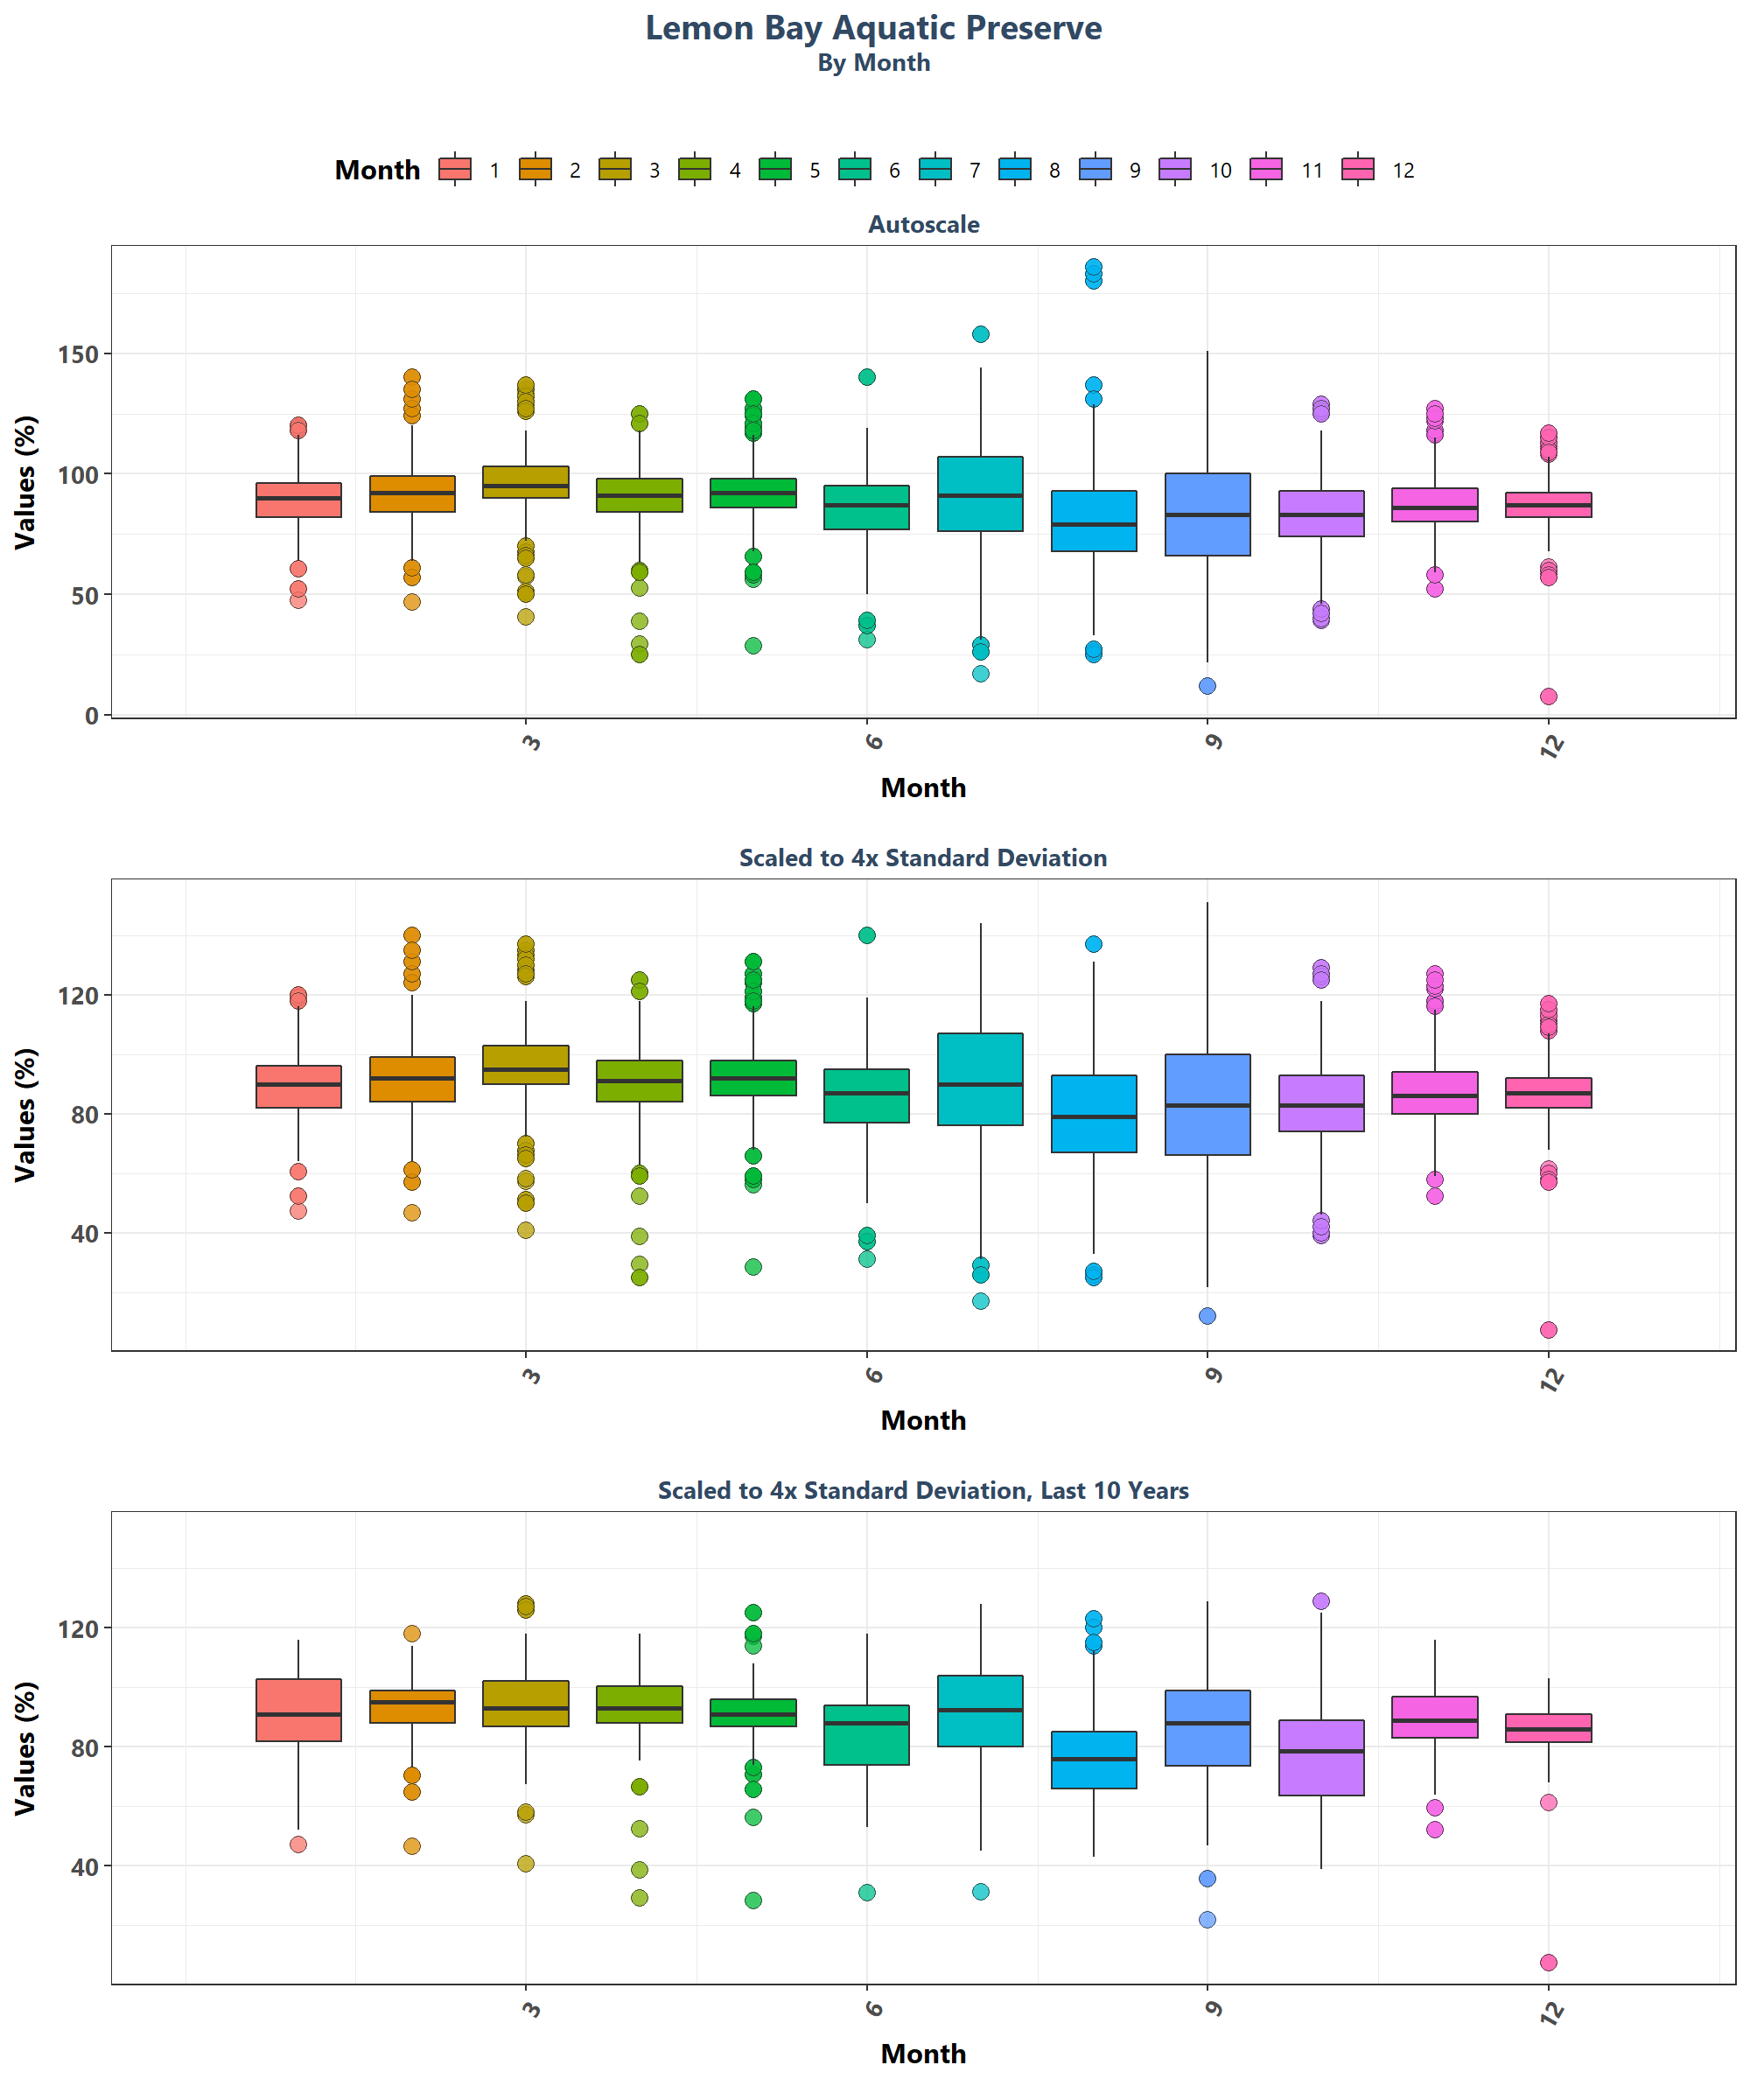 Lemon Bay Aquatic Preserve
By Month
Month 1 2 3 4 5 6 7 8 9 10 11 12
Autoscale
Values (%)
150
100
50
0
3 6 9 12
Month
Scaled to 4x Standard Deviation
Values (%)
120
80
40
3 6 9 12
Month
Scaled to 4x Standard Deviation, Last 10 Years
Values (%)
120
80
40
3 6 9 12
Month